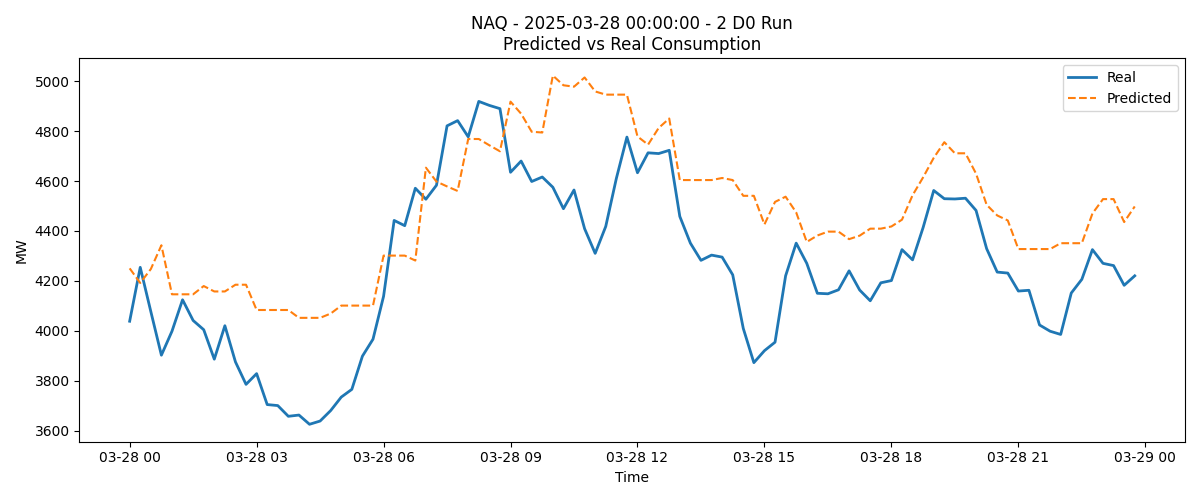 NAQ - 2025-03-28 00:00:00 - 2 D0 Run
Predicted vs Real Consumption
Real
Predicted
MW
5000
4800
4600
4400
4200
4000
3800
3600
03-28 00
03-28 03
03-28 06
03-28 09
03-28 12
03-28 15
03-28 18
03-28 21
03-29 00
Time